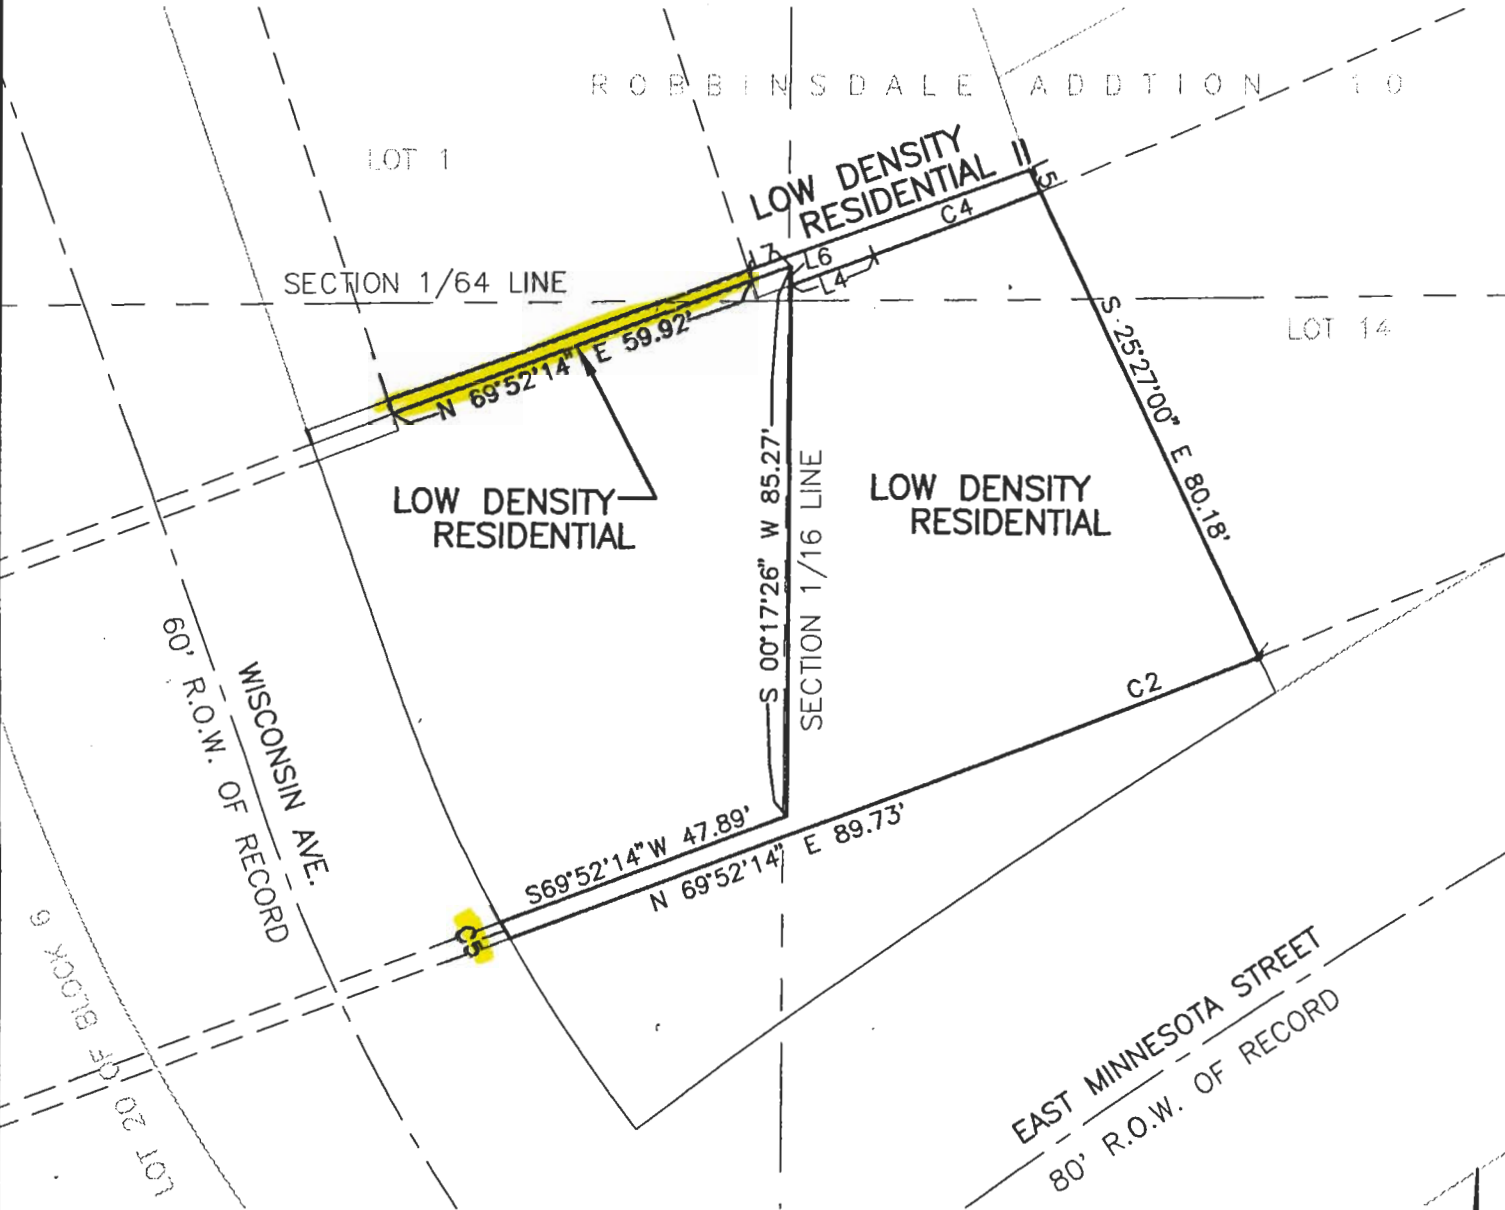 ROBBINSDALE ADDTION 10
LOT 1
LOW DENSITY
RESIDENTIAL II
L5
C4
L7
L6
L4
SECTION 1/64 LINE
LOT 14
N 69°52'14" E 59.92'
S 25°27'00" E 80.18'
LOW DENSITY
RESIDENTIAL
S 00°17'26" W 85.27'
SECTION 1/16 LINE
LOW DENSITY
RESIDENTIAL
WISCONSIN AVE.
60' R.O.W. OF RECORD
C2
S69°52'14"W 47.89'
N 69°52'14" E 89.73'
C5
LOT 20 OF BLOCK 6
EAST MINNESOTA STREET
80' R.O.W. OF RECORD